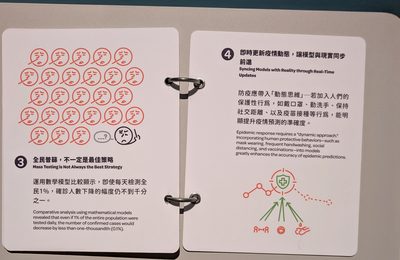 ...?
3
全民普篩，不一定是最佳策略
Mass Testing Is Not Always the Best Strategy
運用數學模型比較顯示，即使每天檢測全
民1%，確診人數下降的幅度仍不到千分
之一。
Comparative analysis using mathematical models
revealed that even if 1% of the entire population were
tested daily, the number of confirmed cases would
decrease by less than one-thousandth (0.1%).
4
即時更新疫情動態，讓模型與現實同步
前進
Syncing Models with Reality through Real-Time
Updates
防疫應帶入「動態思維」—若加入人們的
保護性行為，如戴口罩、勤洗手、保持
社交距離、以及疫苗接種等行為，能明
顯提升疫情預測的準確度。
Epidemic response requires a "dynamic approach."
Incorporating human protective behaviors—such as
mask wearing, frequent handwashing, social
distancing, and vaccinations—into models
greatly enhances the accuracy of epidemic predictions.